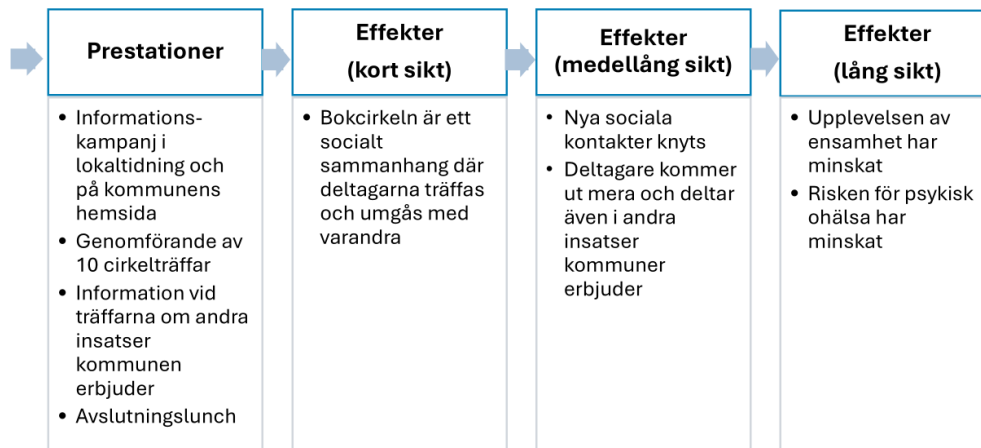 Prestationer
• Informations-
kampanj i
lokaltidning och
på kommunens
hemsida
• Genomförande av
10 cirkelträffar
• Information vid
träffarna om andra
insatser
kommunen
erbjuder
• Avslutningslunch
Effekter
(kort sikt)
• Bokcirkeln är ett
socialt
sammanhang där
deltagarna träffas
och umgås med
varandra
Effekter
(medellång sikt)
• Nya sociala
kontakter knyts
• Deltagare kommer
ut mera och deltar
även i andra
insatser
kommuner
erbjuder
Effekter
(lång sikt)
• Upplevelsen av
ensamhet har
minskat
• Risken för psykisk
ohälsa har
minskat